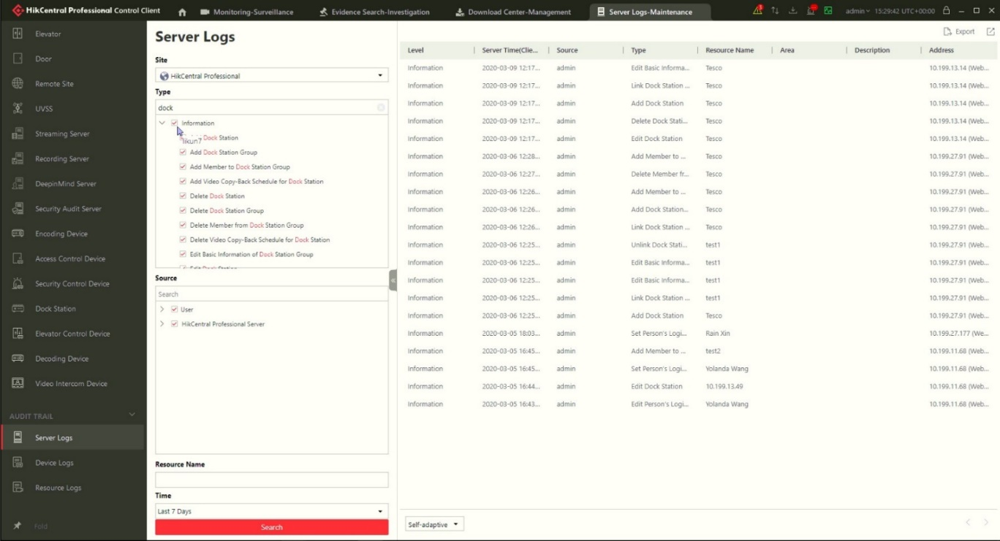 HikCentral Professional Control Client Monitoring-Surveillance Evidence Search-Investigation Download Center-Management Server Logs-Maintenance 3 admin 15:29:42 UTC+00:00
Elevator
Door
Remote Site
UVSS
Streaming Server
Recording Server
DeepinMind Server
Security Audit Server
Encoding Device
Access Control Device
Security Control Device
Dock Station
Elevator Control Device
Decoding Device
Video Intercom Device
AUDIT TRAIL
Server Logs
Device Logs
Resource Logs
Fold
Server Logs
Site
HikCentral Professional
Type
dock
Information
Dock Station
likun7
Add Dock Station Group
Add Member to Dock Station Group
Add Video Copy-Back Schedule for Dock Station
Delete Dock Station
Delete Dock Station Group
Delete Member from Dock Station Group
Delete Video Copy-Back Schedule for Dock Station
Edit Basic Information of Dock Station Group
Edit Dock Station
Source
Search
User
HikCentral Professional Server
Resource Name
Time
Last 7 Days
Search
Export
Level Server Time(Clie... Source Type Resource Name Area Description Address
Information 2020-03-09 12:17... admin Edit Basic Informa... Tesco 10.199.13.14 (Web...
Information 2020-03-09 12:17... admin Link Dock Station ... Tesco 10.199.13.14 (Web...
Information 2020-03-09 12:17... admin Add Dock Station Tesco 10.199.13.14 (Web...
Information 2020-03-09 12:17... admin Delete Dock Stati... Tesco 10.199.13.14 (Web...
Information 2020-03-09 12:17... admin Edit Dock Station Tesco 10.199.13.14 (Web...
Information 2020-03-06 12:28... admin Add Member to ... Tesco 10.199.27.91 (Web...
Information 2020-03-06 12:27... admin Delete Member fr... Tesco 10.199.27.91 (Web...
Information 2020-03-06 12:26... admin Add Member to ... Tesco 10.199.27.91 (Web...
Information 2020-03-06 12:26... admin Add Dock Station... Tesco 10.199.27.91 (Web...
Information 2020-03-06 12:26... admin Link Dock Station ... Tesco 10.199.27.91 (Web...
Information 2020-03-06 12:25... admin Unlink Dock Stati... test1 10.199.27.91 (Web...
Information 2020-03-06 12:25... admin Edit Basic Informa... test1 10.199.27.91 (Web...
Information 2020-03-06 12:25... admin Edit Basic Informa... test1 10.199.27.91 (Web...
Information 2020-03-06 12:25... admin Link Dock Station ... test1 10.199.27.91 (Web...
Information 2020-03-06 12:25... admin Add Dock Station Tesco 10.199.27.91 (Web...
Information 2020-03-05 18:03... admin Set Person's Logi... Rain Xin 10.199.27.177 (We...
Information 2020-03-05 16:45... admin Add Member to ... test2 10.199.11.68 (Web...
Information 2020-03-05 16:45... admin Set Person's Logi... Yolanda Wang 10.199.11.68 (Web...
Information 2020-03-05 16:44... admin Edit Dock Station 10.199.13.49 10.199.11.68 (Web...
Information 2020-03-05 16:43... admin Edit Person's Logi... Yolanda Wang 10.199.11.68 (Web...
Self-adaptive